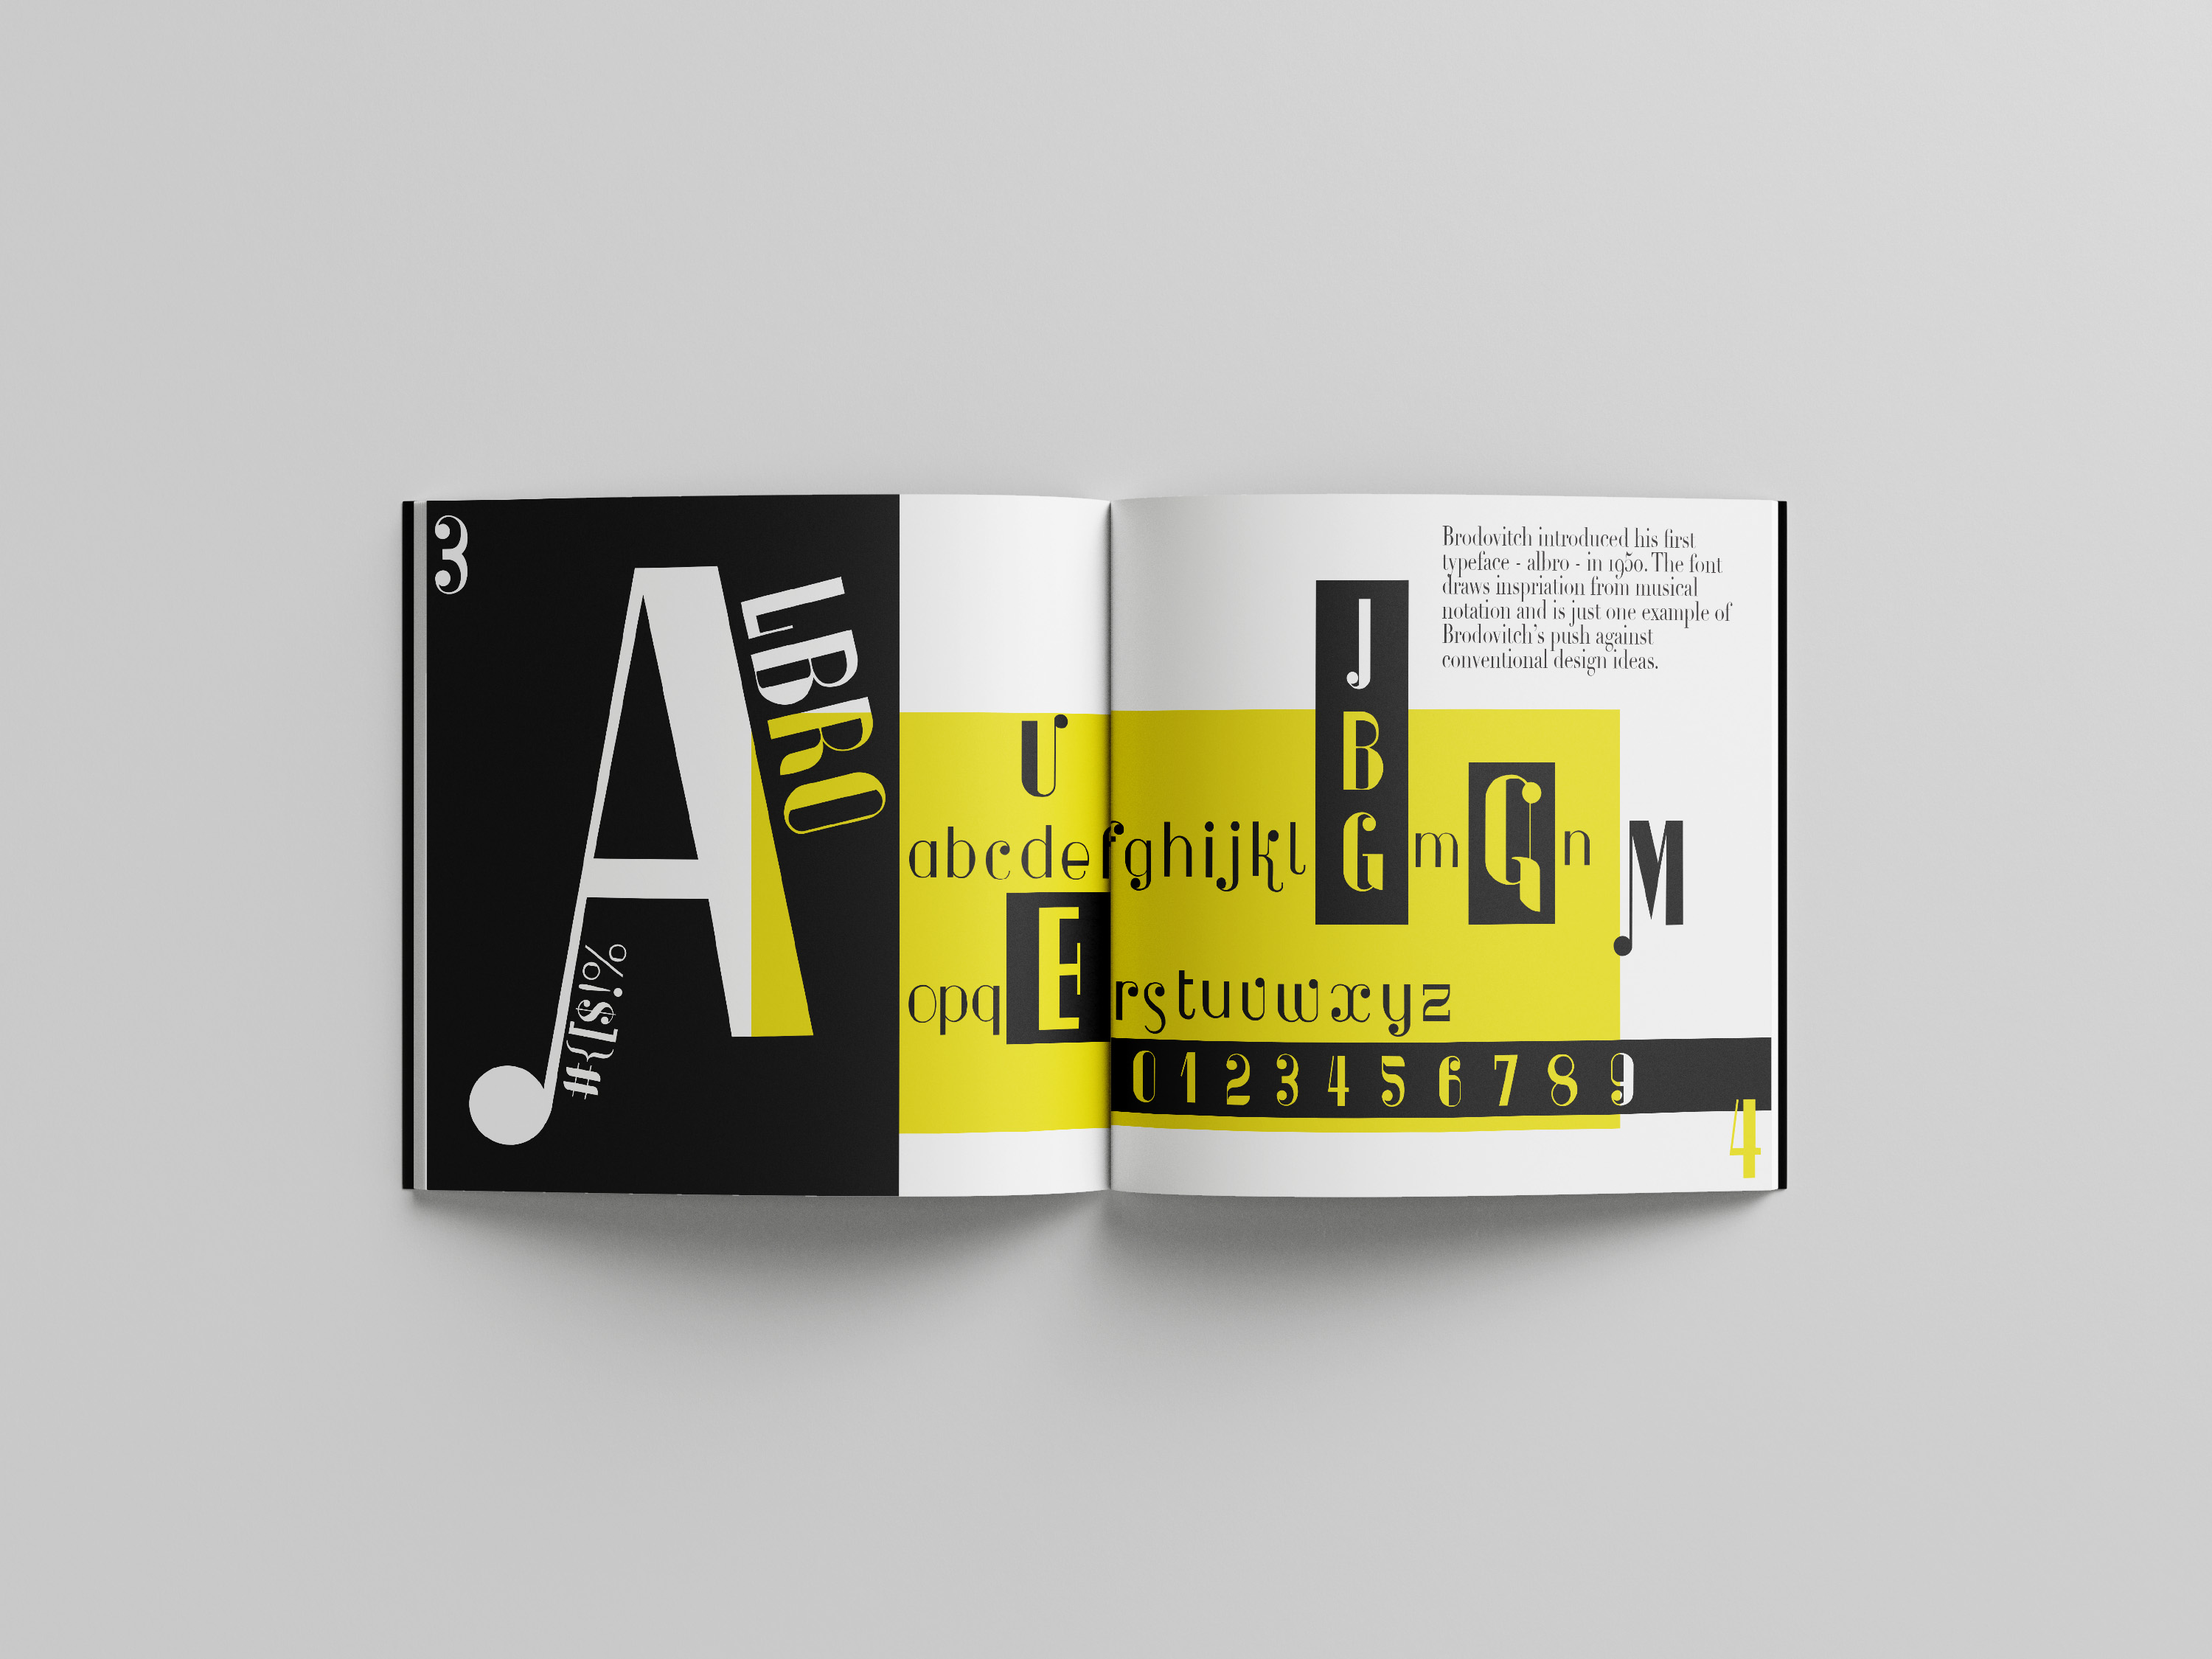 3
ALBRO
#{[$!?%
Brodovitch introduced his first
typeface - albro - in 1950. The font
draws inspriation from musical
notation and is just one example of
Brodovitch's push against
conventional design ideas.
U
J
B
G
abcdefghijkl
m
G
n
M
opq
E
rstuvwxyz
0 1 2 3 4 5 6 7 8 9
4